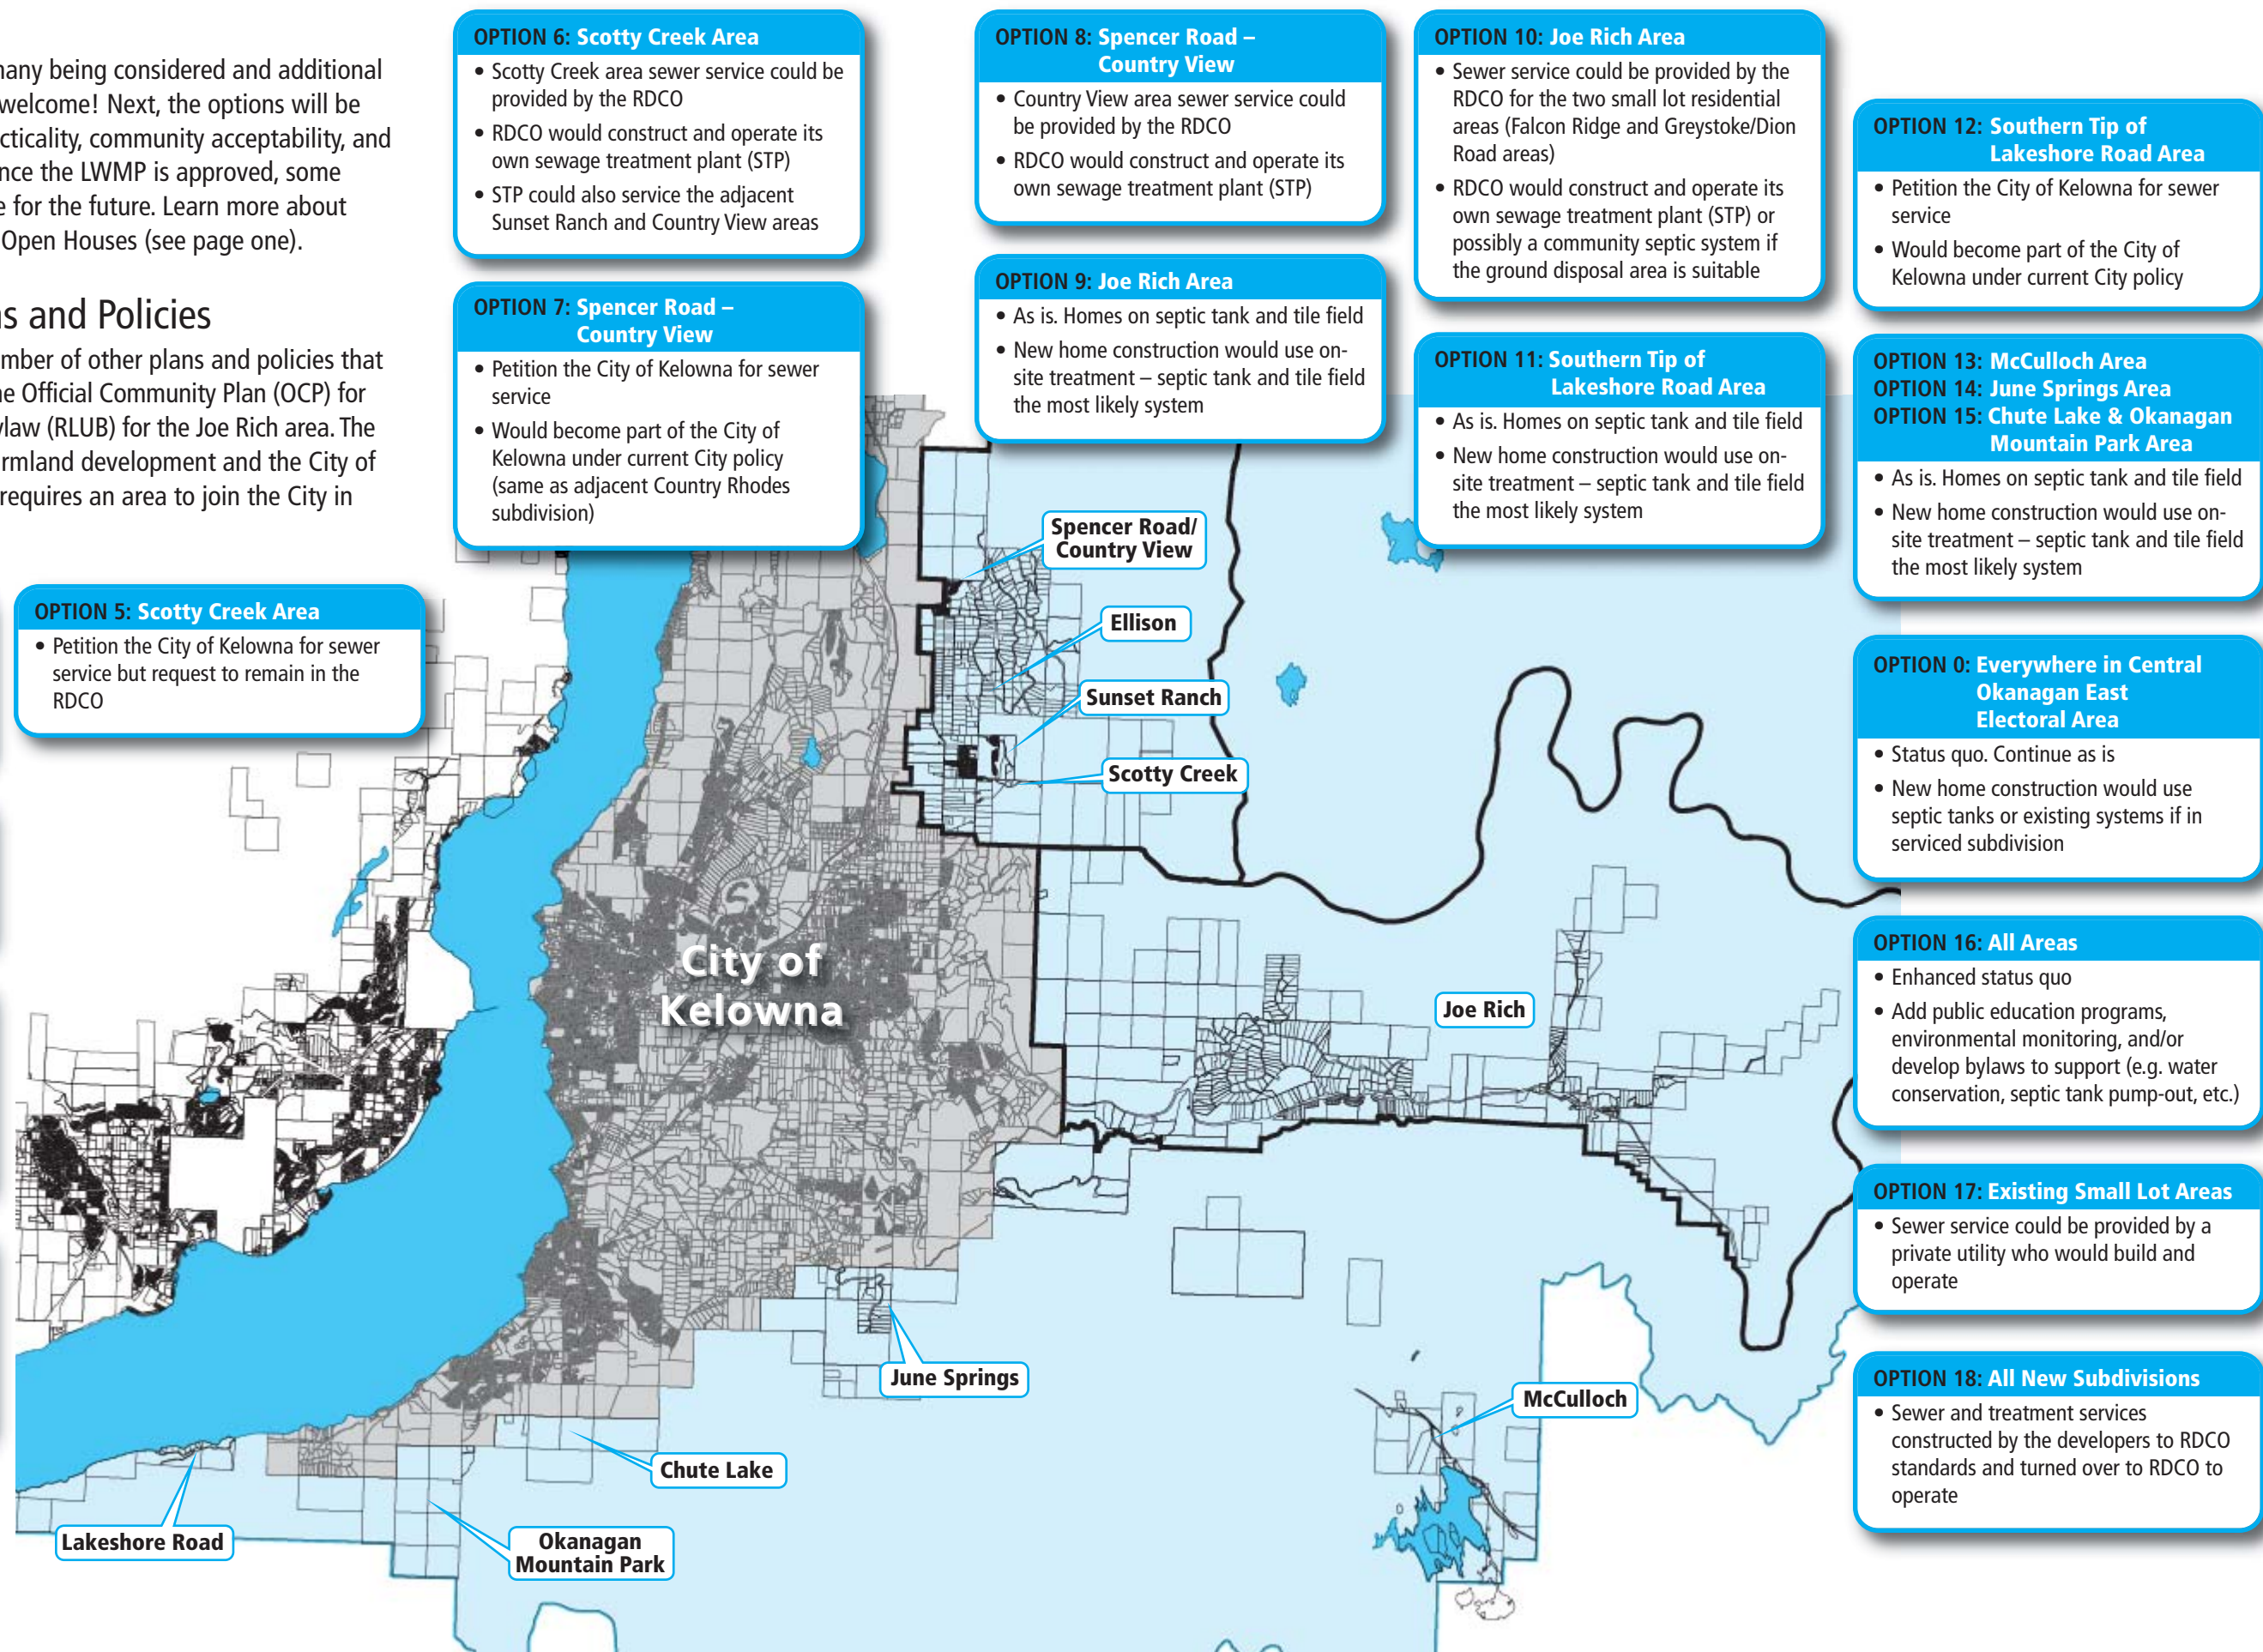 many being considered and additional
welcome! Next, the options will be
cticality, community acceptability, and
nce the LWMP is approved, some
e for the future. Learn more about
Open Houses (see page one).
ns and Policies
mber of other plans and policies that
he Official Community Plan (OCP) for
ylaw (RLUB) for the Joe Rich area. The
rmland development and the City of
requires an area to join the City in
OPTION 5: Scotty Creek Area
• Petition the City of Kelowna for sewer
service but request to remain in the
RDCO
OPTION 6: Scotty Creek Area
• Scotty Creek area sewer service could be
provided by the RDCO
• RDCO would construct and operate its
own sewage treatment plant (STP)
• STP could also service the adjacent
Sunset Ranch and Country View areas
OPTION 7: Spencer Road –
Country View
• Petition the City of Kelowna for sewer
service
• Would become part of the City of
Kelowna under current City policy
(same as adjacent Country Rhodes
subdivision)
OPTION 8: Spencer Road –
Country View
• Country View area sewer service could
be provided by the RDCO
• RDCO would construct and operate its
own sewage treatment plant (STP)
OPTION 9: Joe Rich Area
• As is. Homes on septic tank and tile field
• New home construction would use on-
site treatment – septic tank and tile field
the most likely system
OPTION 10: Joe Rich Area
• Sewer service could be provided by the
RDCO for the two small lot residential
areas (Falcon Ridge and Greystoke/Dion
Road areas)
• RDCO would construct and operate its
own sewage treatment plant (STP) or
possibly a community septic system if
the ground disposal area is suitable
OPTION 11: Southern Tip of
Lakeshore Road Area
• As is. Homes on septic tank and tile field
• New home construction would use on-
site treatment – septic tank and tile field
the most likely system
OPTION 12: Southern Tip of
Lakeshore Road Area
• Petition the City of Kelowna for sewer
service
• Would become part of the City of
Kelowna under current City policy
OPTION 13: McCulloch Area
OPTION 14: June Springs Area
OPTION 15: Chute Lake & Okanagan
Mountain Park Area
• As is. Homes on septic tank and tile field
• New home construction would use on-
site treatment – septic tank and tile field
the most likely system
OPTION 0: Everywhere in Central
Okanagan East
Electoral Area
• Status quo. Continue as is
• New home construction would use
septic tanks or existing systems if in
serviced subdivision
OPTION 16: All Areas
• Enhanced status quo
• Add public education programs,
environmental monitoring, and/or
develop bylaws to support (e.g. water
conservation, septic tank pump-out, etc.)
OPTION 17: Existing Small Lot Areas
• Sewer service could be provided by a
private utility who would build and
operate
OPTION 18: All New Subdivisions
• Sewer and treatment services
constructed by the developers to RDCO
standards and turned over to RDCO to
operate
Spencer Road/
Country View
Ellison
Sunset Ranch
Scotty Creek
City of
Kelowna
Joe Rich
June Springs
McCulloch
Chute Lake
Lakeshore Road
Okanagan
Mountain Park